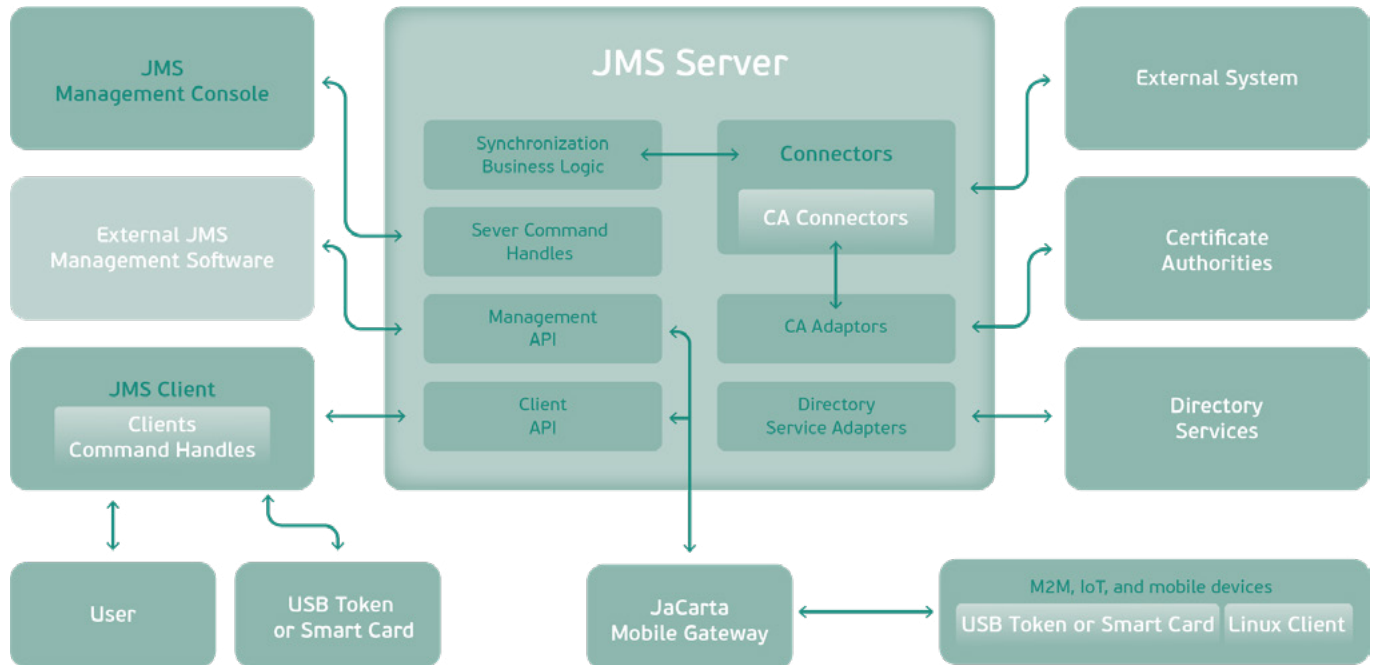 JMS
Management Console
External JMS
Management Software
JMS Client
Clients
Command Handles
User
USB Token
or Smart Card
JMS Server
Synchronization
Business Logic
Sever Command
Handles
Management
API
Client
API
Connectors
CA Connectors
CA Adaptors
Directory
Service Adapters
External System
Certificate
Authorities
Directory
Services
JaCarta
Mobile Gateway
M2M, IoT, and mobile devices
USB Token or Smart Card
Linux Client